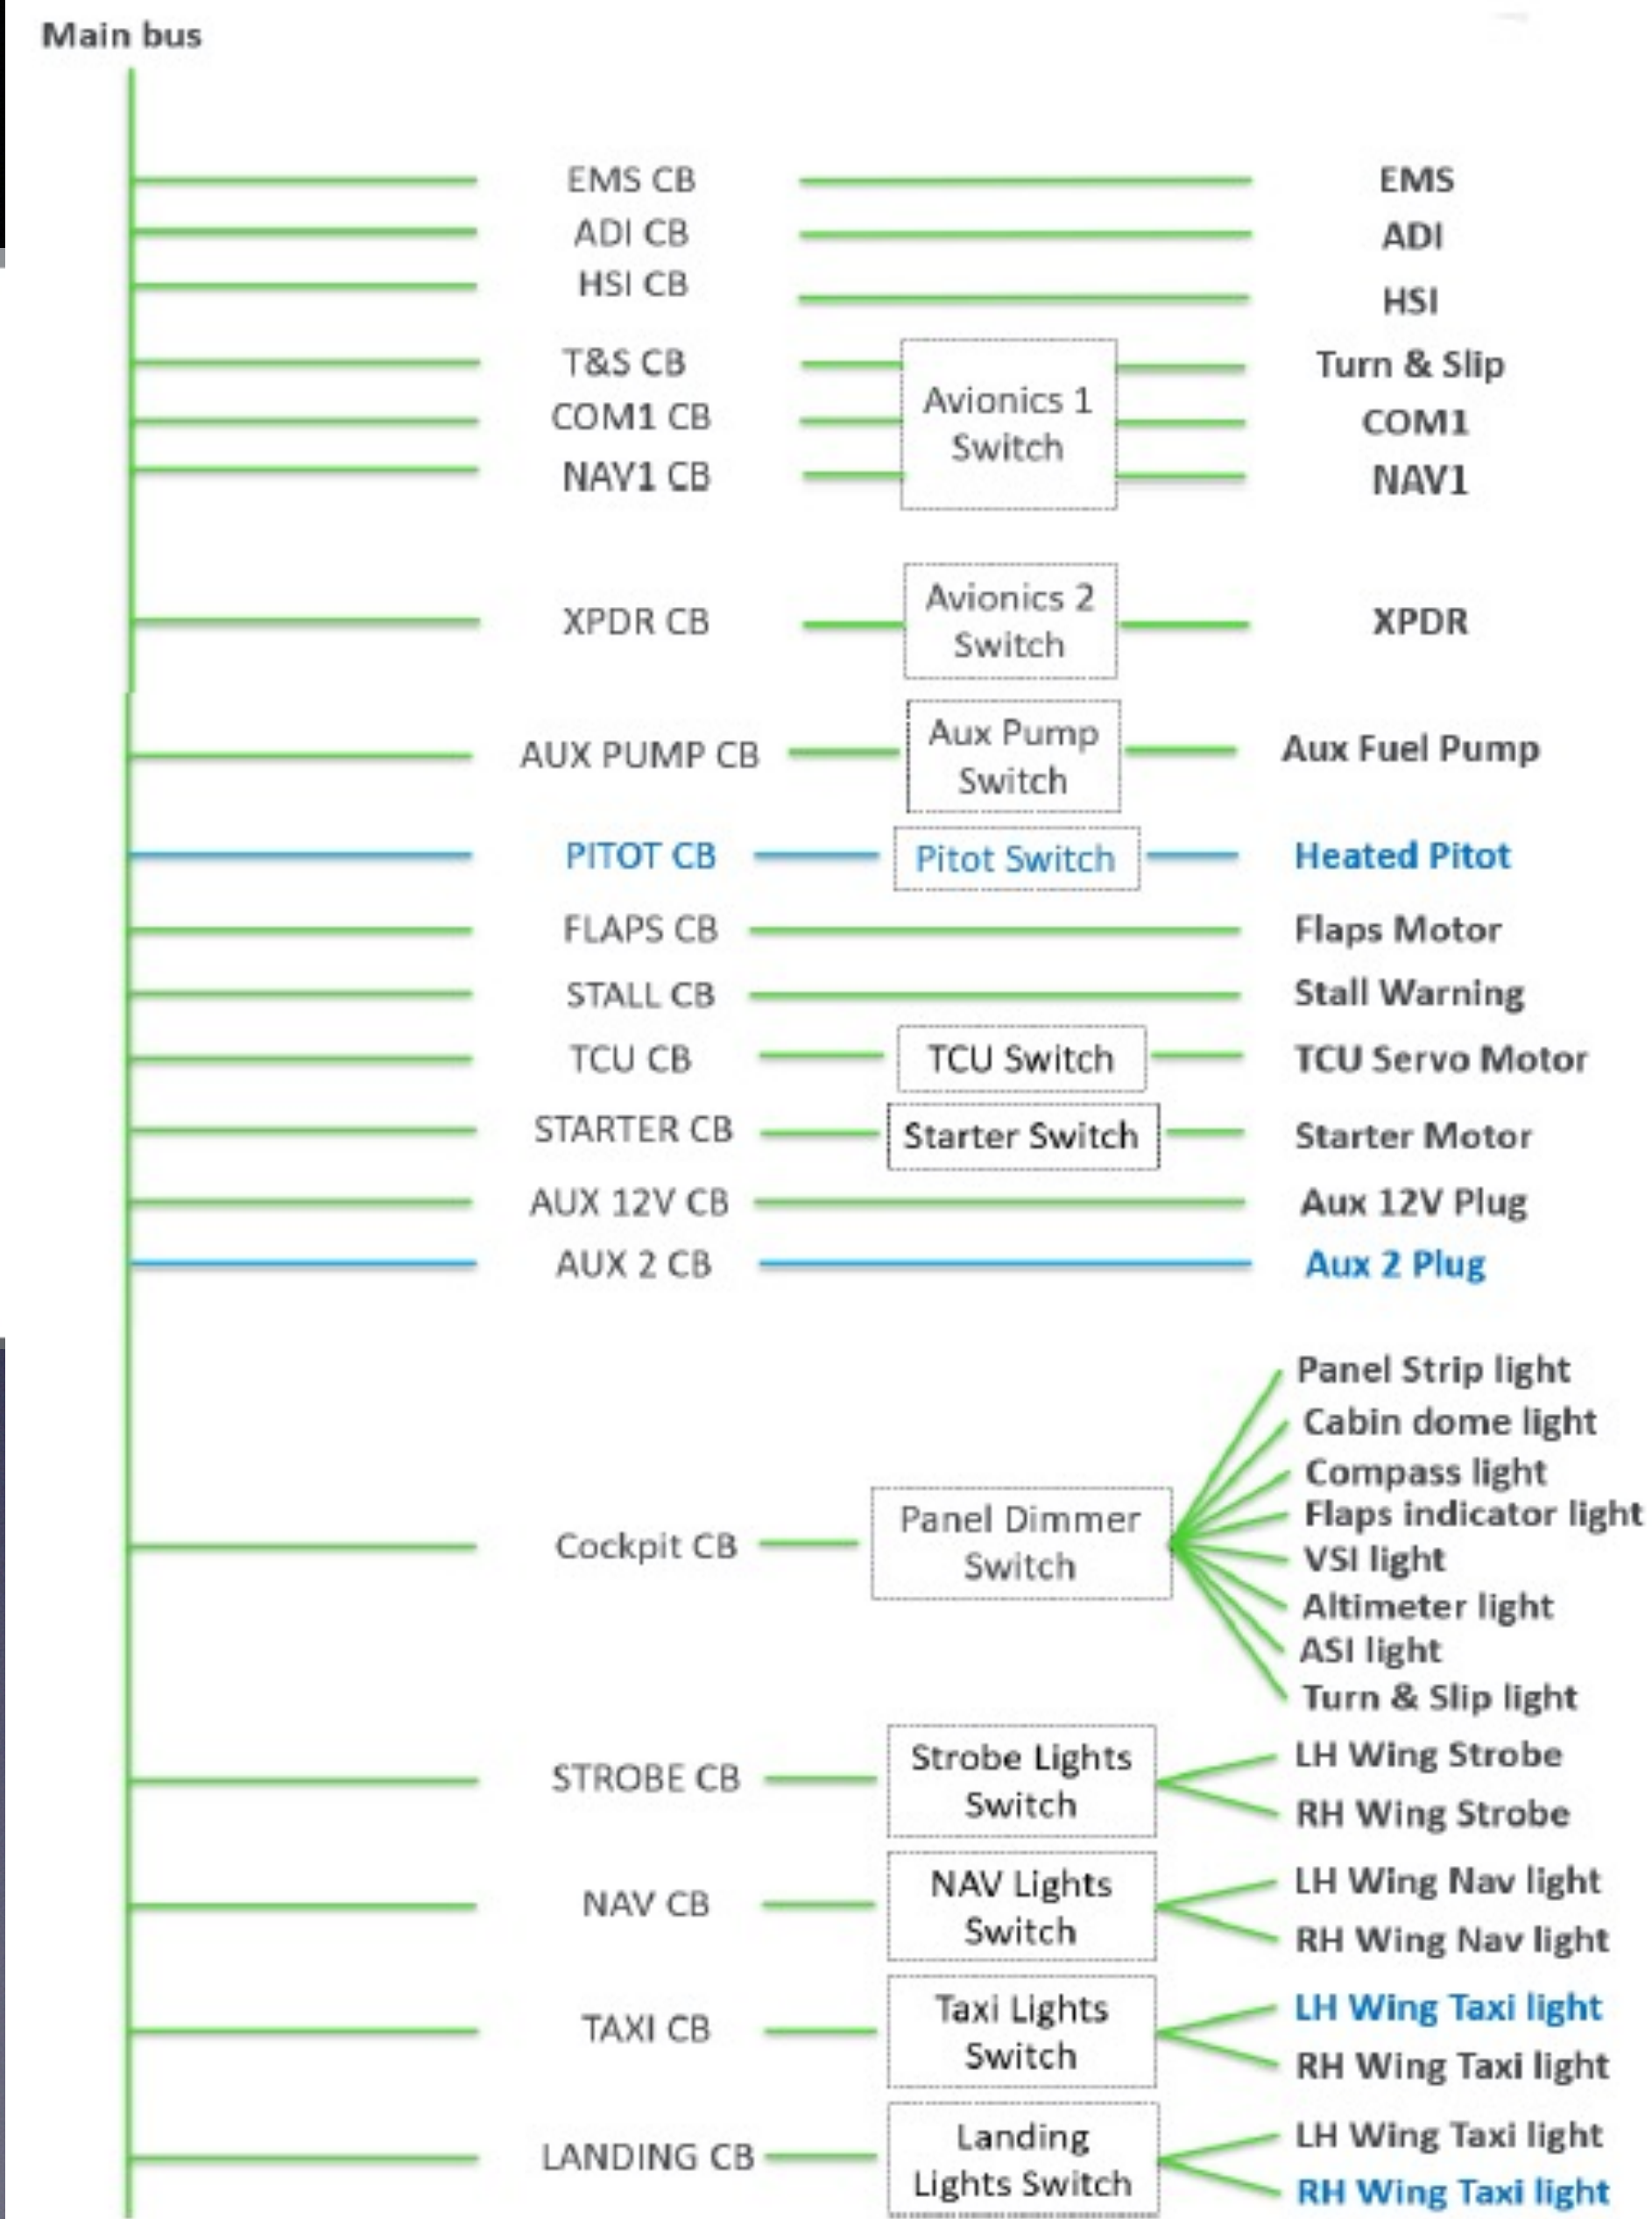 Main bus
EMS CB EMS
ADI CB ADI
HSI CB HSI
T&S CB Turn & Slip
Avionics 1
COM1 CB COM1
Switch
NAV1 CB NAV1
Avionics 2
XPDR CB XPDR
Switch
Aux Pump
AUX PUMP CB Aux Fuel Pump
Switch
PITOT CB Pitot Switch Heated Pitot
FLAPS CB Flaps Motor
STALL CB Stall Warning
TCU CB TCU Switch TCU Servo Motor
STARTER CB Starter Switch Starter Motor
AUX 12V CB Aux 12V Plug
AUX 2 CB Aux 2 Plug
Panel Strip light
Cabin dome light
Compass light
Flaps indicator light
Panel Dimmer
Cockpit CB
Switch
VSI light
Altimeter light
ASI light
Turn & Slip light
Strobe Lights LH Wing Strobe
STROBE CB
Switch RH Wing Strobe
NAV Lights LH Wing Nav light
NAV CB
Switch RH Wing Nav light
Taxi Lights LH Wing Taxi light
TAXI CB
Switch RH Wing Taxi light
Landing LH Wing Taxi light
LANDING CB
Lights Switch RH Wing Taxi light